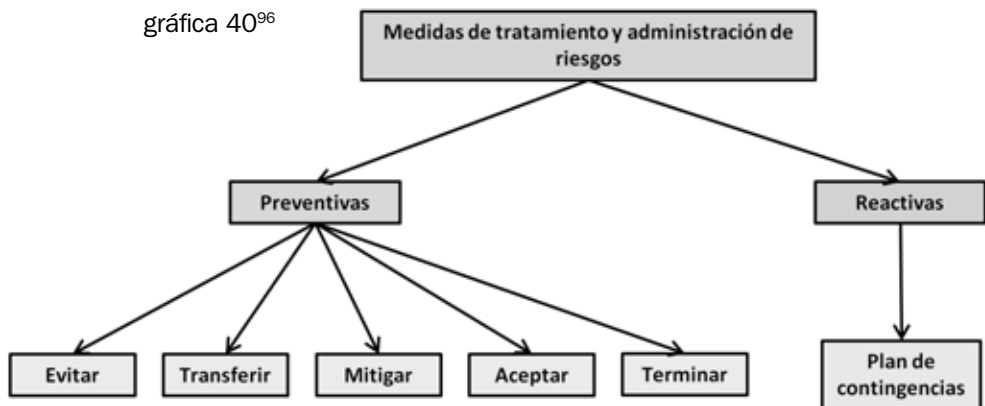 gráfica 40⁹⁶
Medidas de tratamiento y administración de
riesgos
Preventivas
Reactivas
Evitar
Transferir
Mitigar
Aceptar
Terminar
Plan de
contingencias